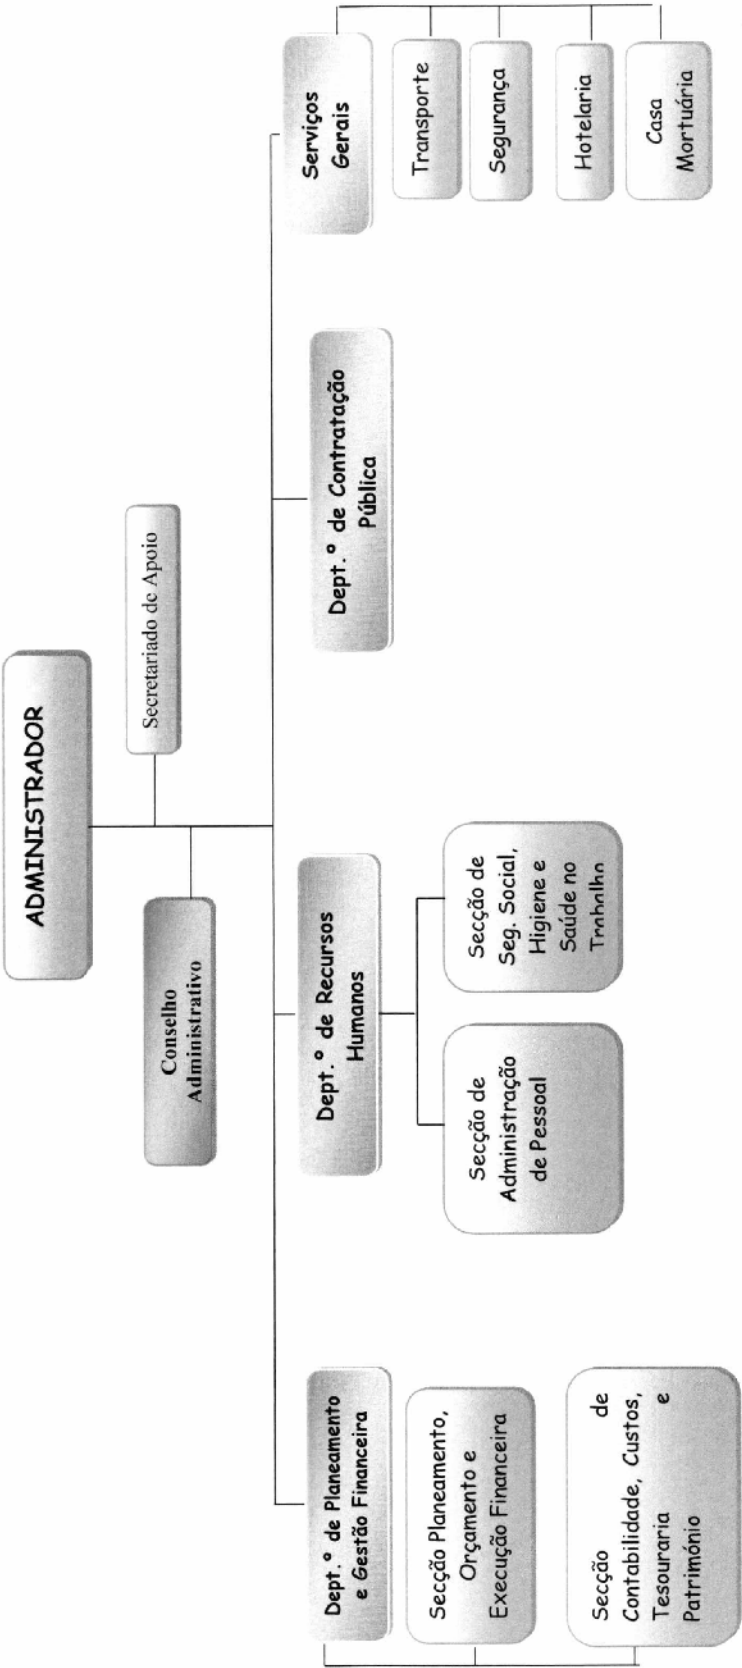 ADMINISTRADOR
Secretariado de Apoio
Conselho
Administrativo
Dept.º de Planeamento
e Gestão Financeira
Secção Planeamento,
Orçamento e
Execução Financeira
Secção de
Contabilidade, Custos,
Tesouraria e
Património
Dept.º de Recursos
Humanos
Secção de
Administração
de Pessoal
Secção de
Seg. Social,
Higiene e
Saúde no
Trabalho
Dept.º de Contratação
Pública
Serviços
Gerais
Transporte
Segurança
Hotelaria
Casa
Mortuária